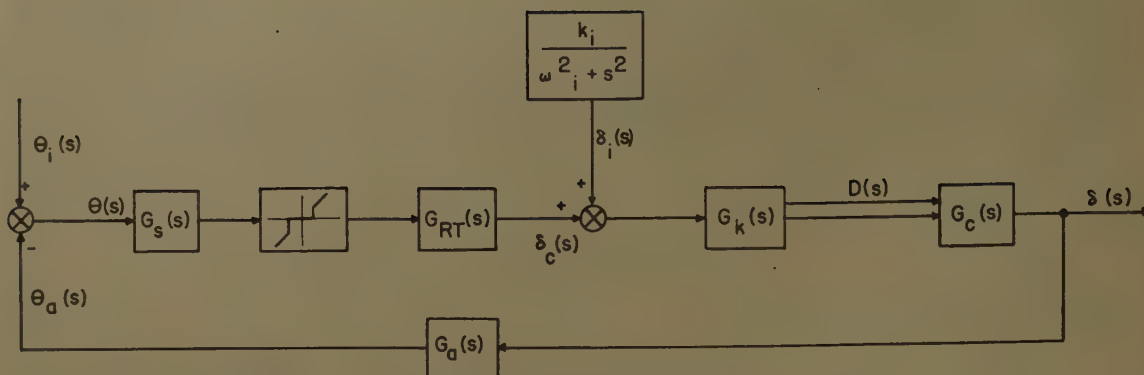 k_i
ω²_i + s²
θ_i(s)
δ_i(s)
+
+
θ(s)
G_s(s)
G_RT(s)
+
δ_c(s)
G_k(s)
D(s)
G_c(s)
δ(s)
-
θ_a(s)
G_a(s)